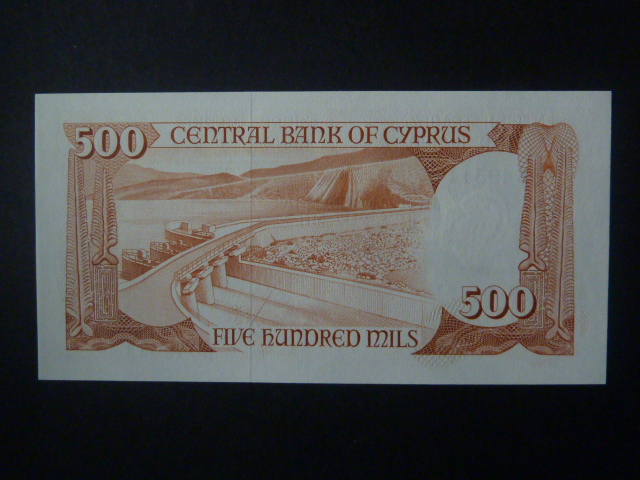 500
CENTRAL BANK OF CYPRUS
500
FIVE HUNDRED MILS